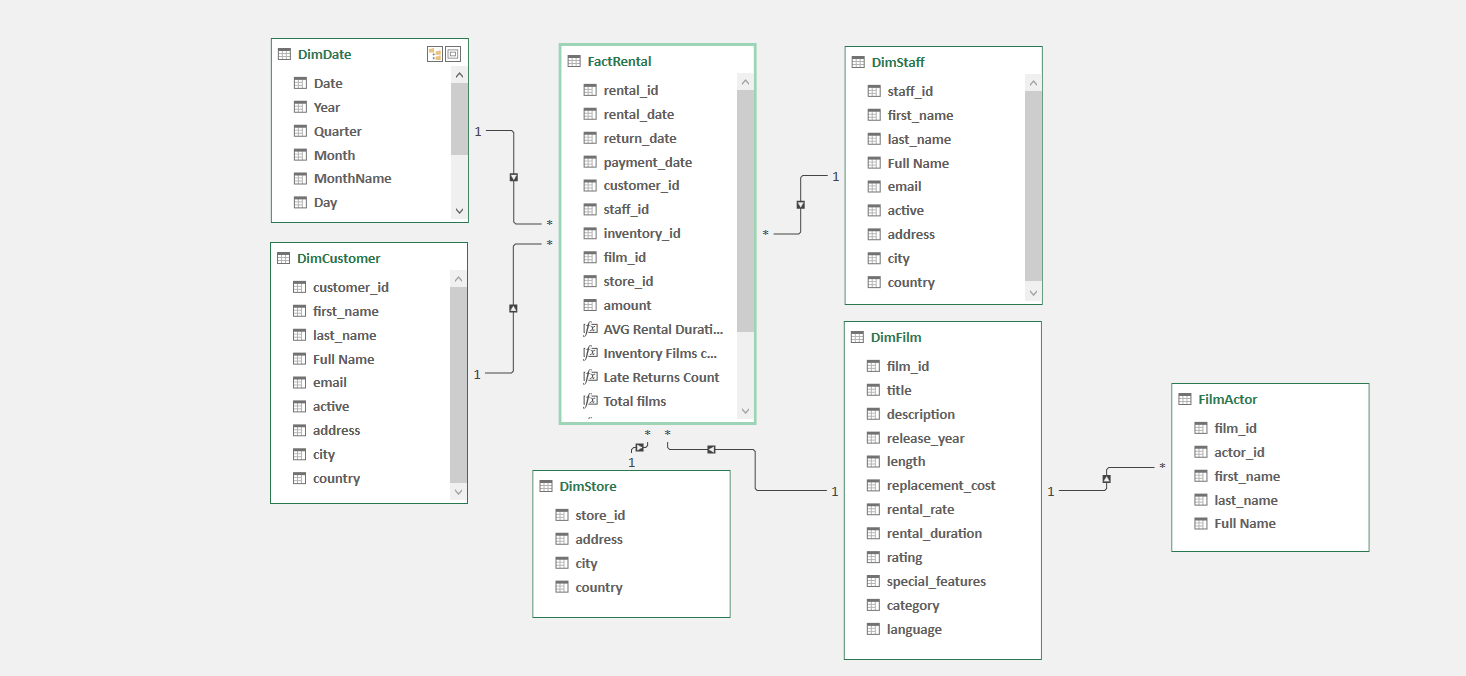 DimDate
Date
Year
Quarter
Month
MonthName
Day
DimCustomer
customer_id
first_name
last_name
Full Name
email
active
address
city
country
FactRental
rental_id
rental_date
return_date
payment_date
customer_id
staff_id
inventory_id
film_id
store_id
amount
AVG Rental Durati...
Inventory Films c...
Late Returns Count
Total films
DimStore
store_id
address
city
country
DimStaff
staff_id
first_name
last_name
Full Name
email
active
address
city
country
DimFilm
film_id
title
description
release_year
length
replacement_cost
rental_rate
rental_duration
rating
special_features
category
language
FilmActor
film_id
actor_id
first_name
last_name
Full Name
1
*
1
*
1
*
1
*
1
*
1
*